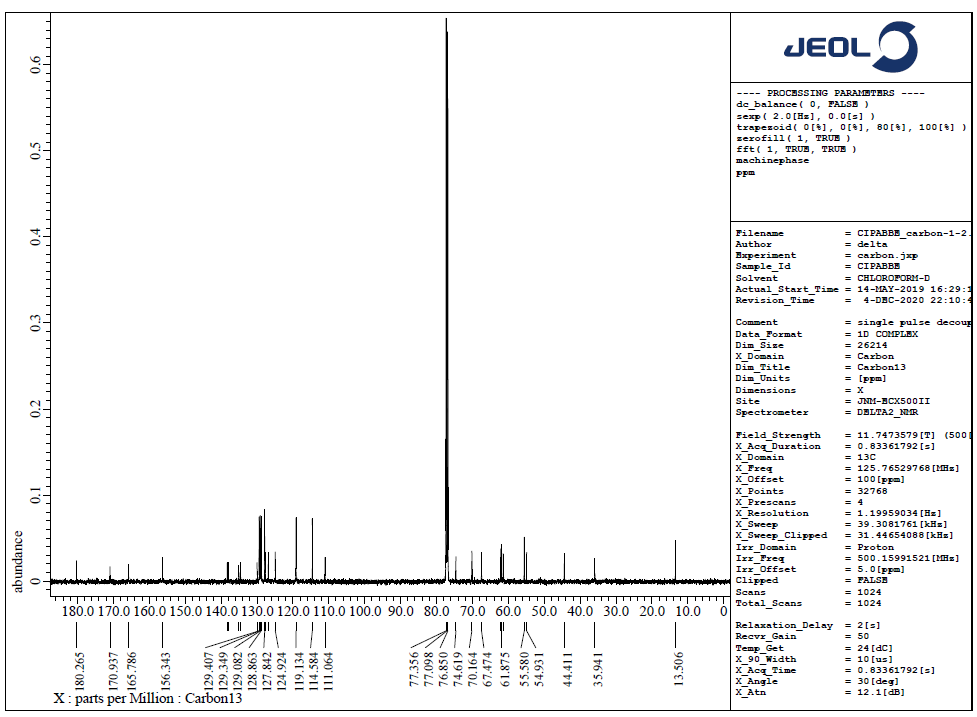 JEOL
---- PROCESSING PARAMETERS ----
dc_balance( 0, FALSE )
sexp( 2.0[Hz], 0.0[s] )
trapezoid( 0[%], 0[%], 80[%], 100[%] )
zerofill( 1, TRUE )
fft( 1, TRUE, TRUE )
machinephase
ppm
Filename = CIPABBE_carbon-1-2.
Author = delta
Experiment = carbon.jxp
Sample_Id = CIPABBE
Solvent = CHLOROFORM-D
Actual_Start_Time = 14-MAY-2019 16:29:1
Revision_Time = 4-DEC-2020 22:10:4
Comment = single pulse decoup
Data_Format = 1D COMPLEX
Dim_Size = 26214
X_Domain = Carbon
Dim_Title = Carbon13
Dim_Units = [ppm]
Dimensions = X
Site = JNM-ECX500II
Spectrometer = DELTA2_NMR
Field_Strength = 11.7473579[T] (500[
X_Acq_Duration = 0.83361792[s]
X_Domain = 13C
X_Freq = 125.76529768[MHz]
X_Offset = 100[ppm]
X_Points = 32768
X_Prescans = 4
X_Resolution = 1.19959034[Hz]
X_Sweep = 39.3081761[kHz]
X_Sweep_Clipped = 31.44654088[kHz]
Irr_Domain = Proton
Irr_Freq = 500.15991521[MHz]
Irr_Offset = 5.0[ppm]
Clipped = FALSE
Scans = 1024
Total_Scans = 1024
Relaxation_Delay = 2[s]
Recvr_Gain = 50
Temp_Get = 24[dC]
X_90_Width = 10[us]
X_Acq_Time = 0.83361792[s]
X_Angle = 30[deg]
X_Atn = 12.1[dB]
abundance
0.6
0.5
0.4
0.3
0.2
0.1
0
180.0 170.0 160.0 150.0 140.0 130.0 120.0 110.0 100.0 90.0 80.0 70.0 60.0 50.0 40.0 30.0 20.0 10.0 0
180.265
170.937
165.786
156.343
129.407
129.349
129.082
128.863
127.842
124.924
119.134
114.584
111.064
77.356
77.098
76.850
74.619
70.164
67.474
61.875
55.580
54.931
44.411
35.941
13.506
X : parts per Million : Carbon13